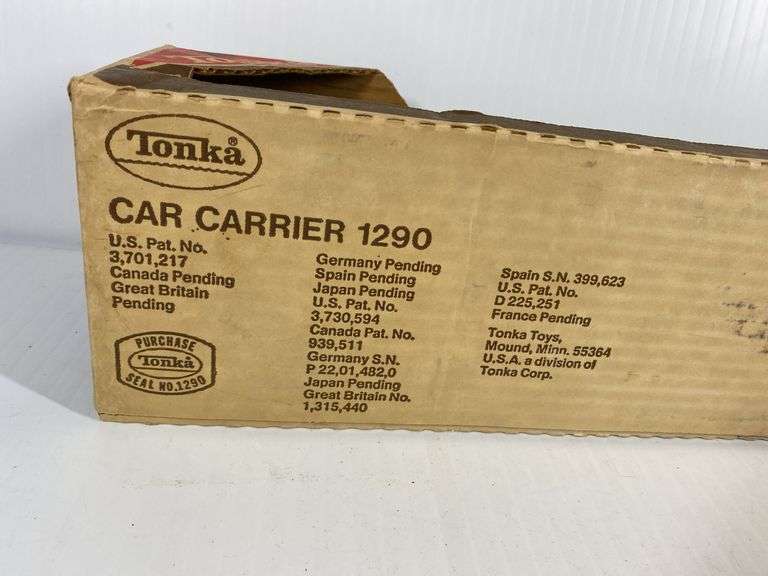 Tonka®
CAR CARRIER 1290
U.S. Pat. No.
3,701,217
Canada Pending
Great Britain
Pending
Germany Pending
Spain Pending
Japan Pending
U.S. Pat. No.
3,730,594
Canada Pat. No.
939,511
Germany S.N.
P 22,01,482,0
Japan Pending
Great Britain No.
1,315,440
Spain S.N. 399,623
U.S. Pat. No.
D 225,251
France Pending
Tonka Toys,
Mound, Minn. 55364
U.S.A. a division of
Tonka Corp.
PURCHASE
Tonka
SEAL NO. 1290